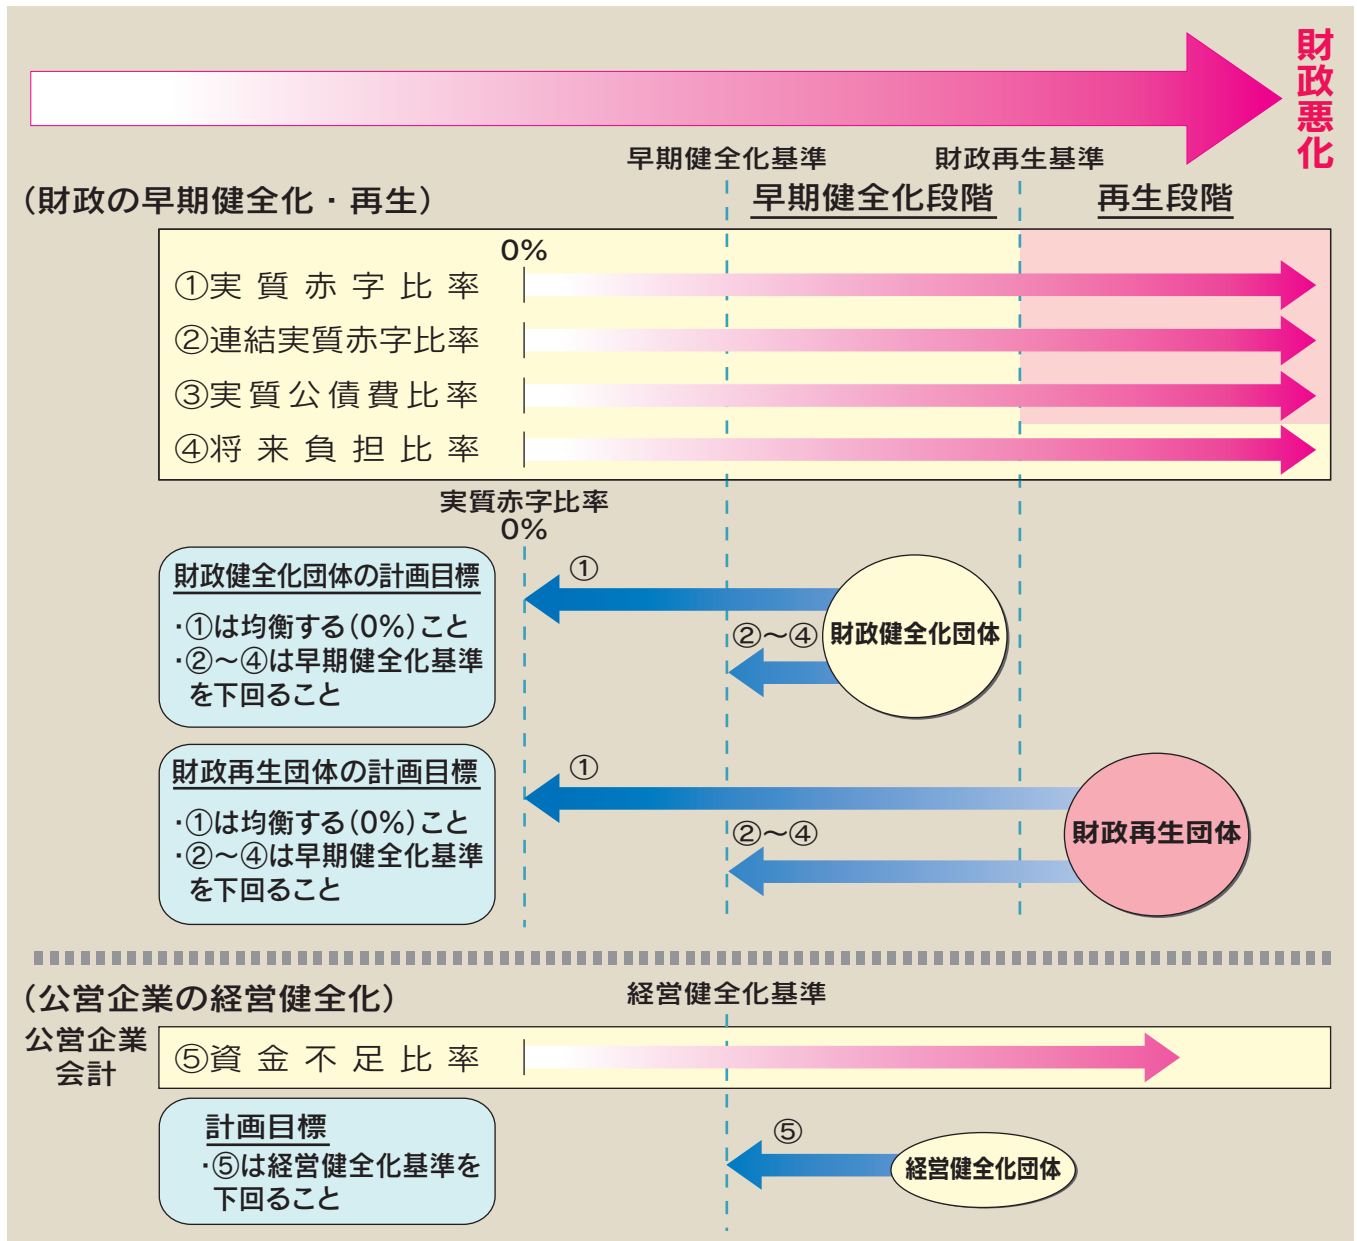 財政悪化
早期健全化基準
財政再生基準
(財政の早期健全化・再生)
早期健全化段階
再生段階
0%
①実質赤字比率
②連結実質赤字比率
③実質公債費比率
④将来負担比率
実質赤字比率
0%
財政健全化団体の計画目標
・①は均衡する(0%)こと
・②～④は早期健全化基準
を下回ること
①
②～④
財政健全化団体
財政再生団体の計画目標
・①は均衡する(0%)こと
・②～④は早期健全化基準
を下回ること
①
②～④
財政再生団体
(公営企業の経営健全化)
経営健全化基準
公営企業
会計
⑤資金不足比率
計画目標
・⑤は経営健全化基準を
下回ること
⑤
経営健全化団体